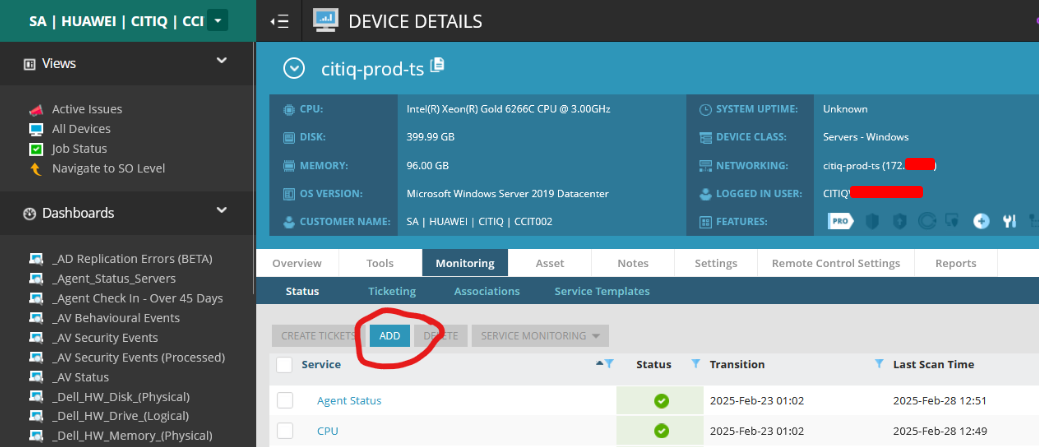 SA | HUAWEI | CITIQ | CCI
DEVICE DETAILS
Views
Active Issues
All Devices
Job Status
Navigate to SO Level
Dashboards
_AD Replication Errors (BETA)
_Agent_Status_Servers
_Agent Check In - Over 45 Days
_AV Behavioural Events
_AV Security Events
_AV Security Events (Processed)
_AV Status
_Dell_HW_Disk_(Physical)
_Dell_HW_Drive_(Logical)
_Dell_HW_Memory_(Physical)
citiq-prod-ts
CPU: Intel(R) Xeon(R) Gold 6266C CPU @ 3.00GHz
SYSTEM UPTIME: Unknown
DISK: 399.99 GB
DEVICE CLASS: Servers - Windows
MEMORY: 96.00 GB
NETWORKING: citiq-prod-ts (172. )
OS VERSION: Microsoft Windows Server 2019 Datacenter
LOGGED IN USER: CITIQ\
CUSTOMER NAME: SA | HUAWEI | CITIQ | CCIT002
FEATURES: PRO
Overview Tools Monitoring Asset Notes Settings Remote Control Settings Reports
Status Ticketing Associations Service Templates
CREATE TICKETS ADD DELETE SERVICE MONITORING
Service Status Transition Last Scan Time
Agent Status 2025-Feb-23 01:02 2025-Feb-28 12:51
CPU 2025-Feb-23 01:02 2025-Feb-28 12:49